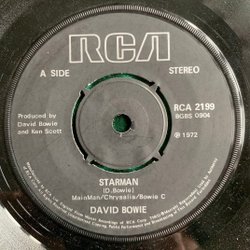 RCA
A SIDE
STEREO
Produced by
David Bowie
and Ken Scott
RCA 2199
BGBS 0904
℗ 1972
STARMAN
(D.Bowie)
MainMan/Chrysalis/Bowie C
DAVID BOWIE